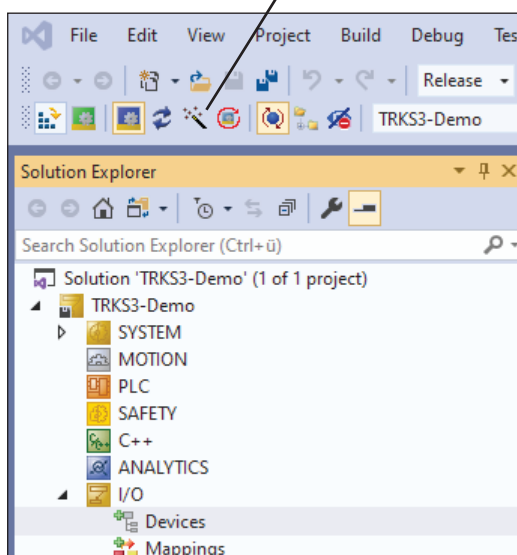 File Edit View Project Build Debug Tes
Release
TRKS3-Demo
Solution Explorer
Search Solution Explorer (Ctrl+ü)
Solution 'TRKS3-Demo' (1 of 1 project)
TRKS3-Demo
SYSTEM
MOTION
PLC
SAFETY
C++
ANALYTICS
I/O
Devices
Mappings